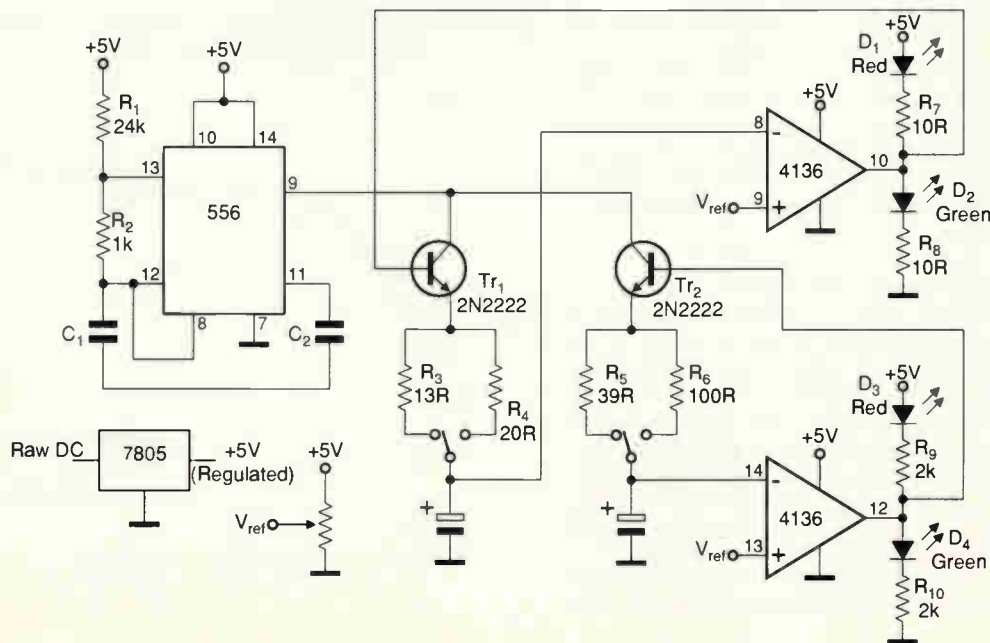 +5V
R1
24k
R2
1k
C1
+5V
10
14
13
9
556
12
11
8
7
C2
Tr1
2N2222
R3
13R
R4
20R
+
Tr2
2N2222
R5
39R
R6
100R
+
8
-
+5V
4136
10
Vref
9
+
+5V
D1
Red
R7
10R
D2
Green
R8
10R
14
-
+5V
4136
12
Vref
13
+
+5V
D3
Red
R9
2k
D4
Green
R10
2k
Raw DC
7805
+5V
(Regulated)
+5V
Vref